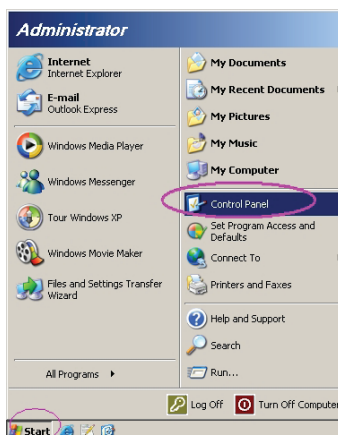 Administrator
Internet
Internet Explorer
E-mail
Outlook Express
Windows Media Player
Windows Messenger
Tour Windows XP
Windows Movie Maker
Files and Settings Transfer
Wizard
All Programs
My Documents
My Recent Documents
My Pictures
My Music
My Computer
Control Panel
Set Program Access and
Defaults
Connect To
Printers and Faxes
Help and Support
Search
Run...
Log Off
Turn Off Computer
Start